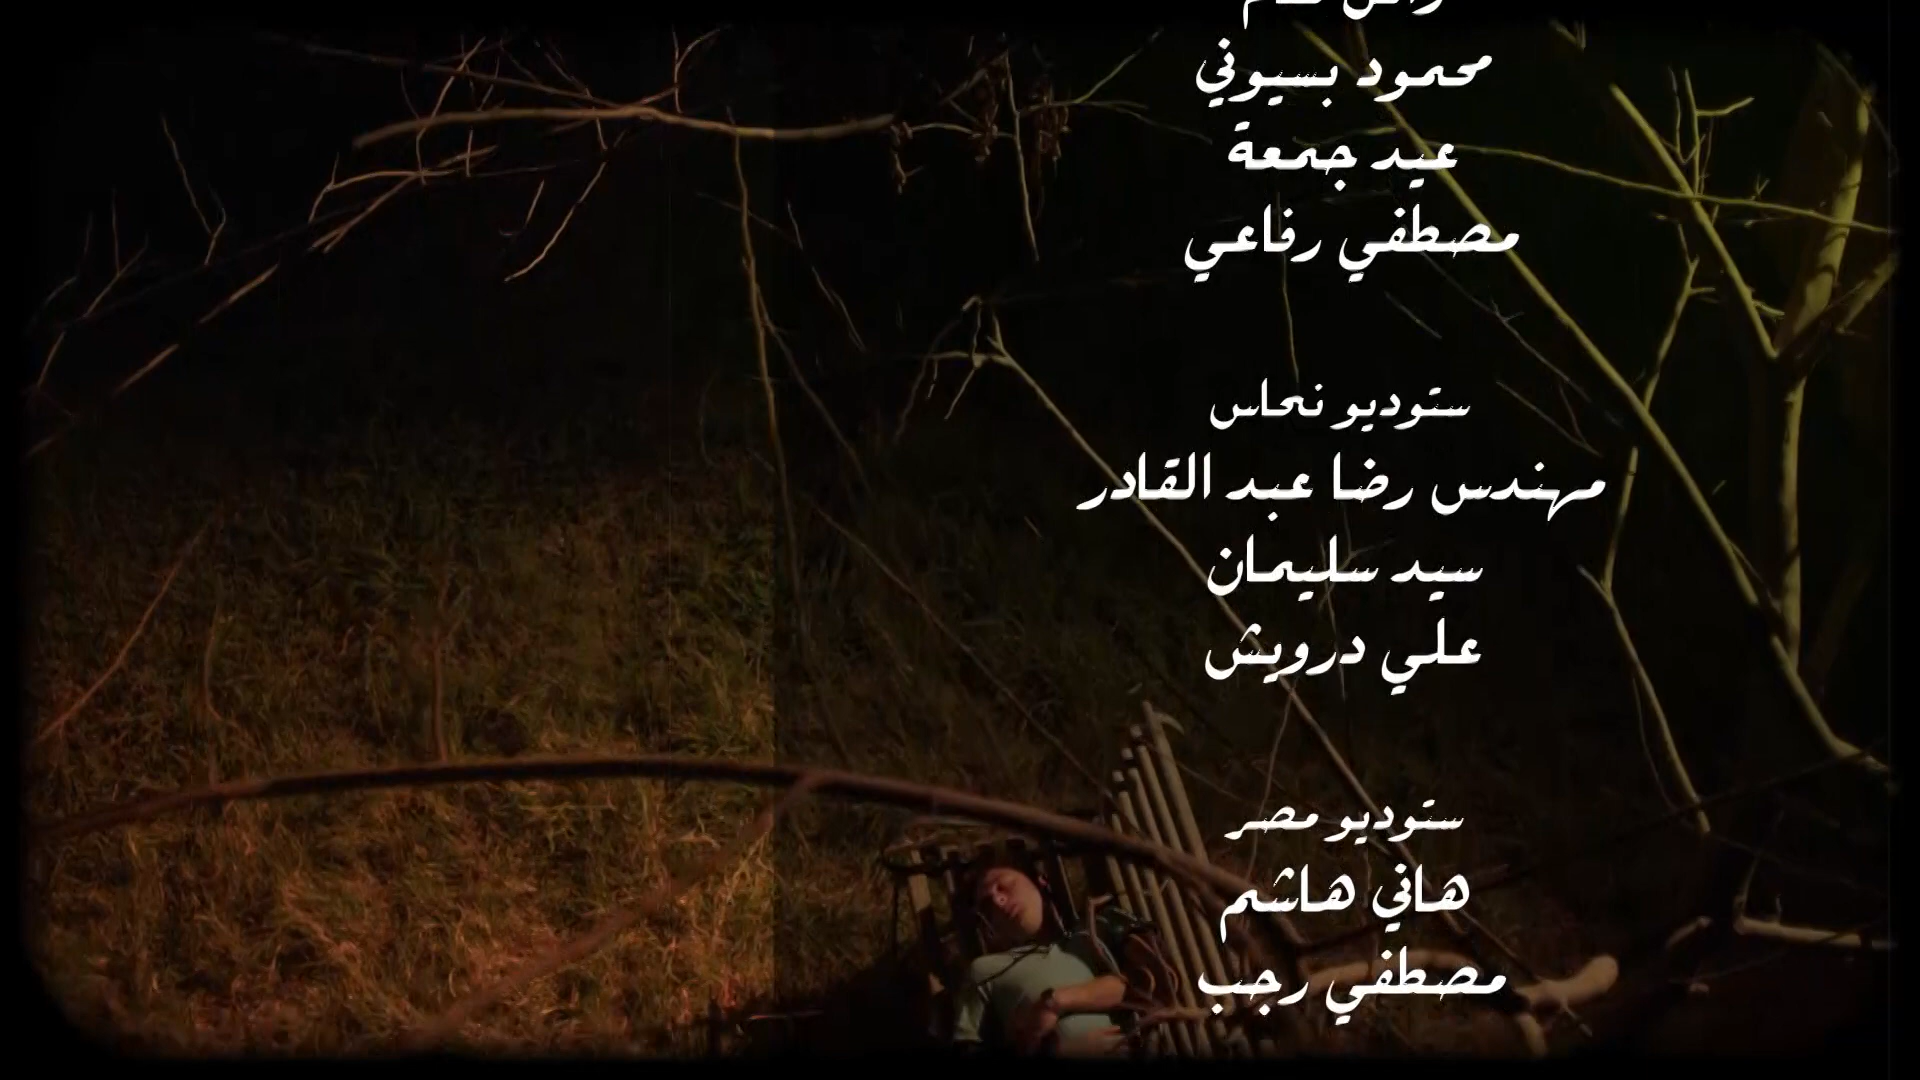 محمود بسيوني
عيد جمعة
مصطفي رفاعي
ستوديو نحاس
مهندس رضا عبد القادر
سيد سليمان
علي درويش
ستوديو مصر
هاني هاشم
مصطفي رجب